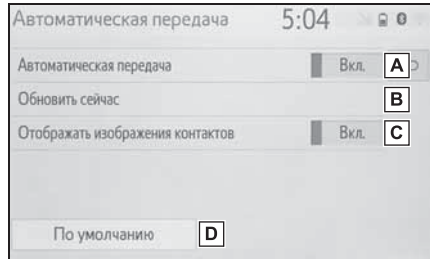 Автоматическая передача 5:04
Автоматическая передача Вкл. A
Обновить сейчас B
Отображать изображения контактов Вкл. C
По умолчанию D